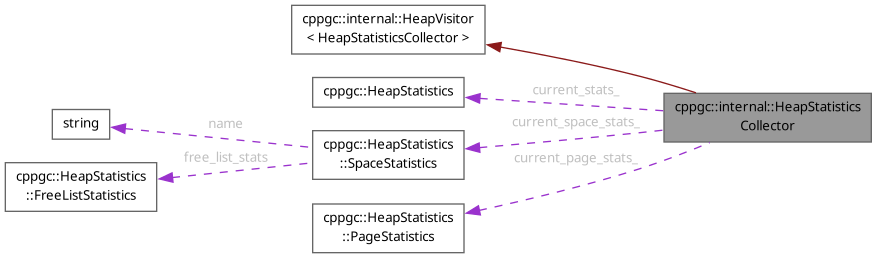 cppgc::internal::HeapVisitor
< HeapStatisticsCollector >
cppgc::HeapStatistics
current_stats_
cppgc::internal::HeapStatistics
Collector
string
name
current_space_stats_
cppgc::HeapStatistics
::SpaceStatistics
free_list_stats
current_page_stats_
cppgc::HeapStatistics
::FreeListStatistics
cppgc::HeapStatistics
::PageStatistics